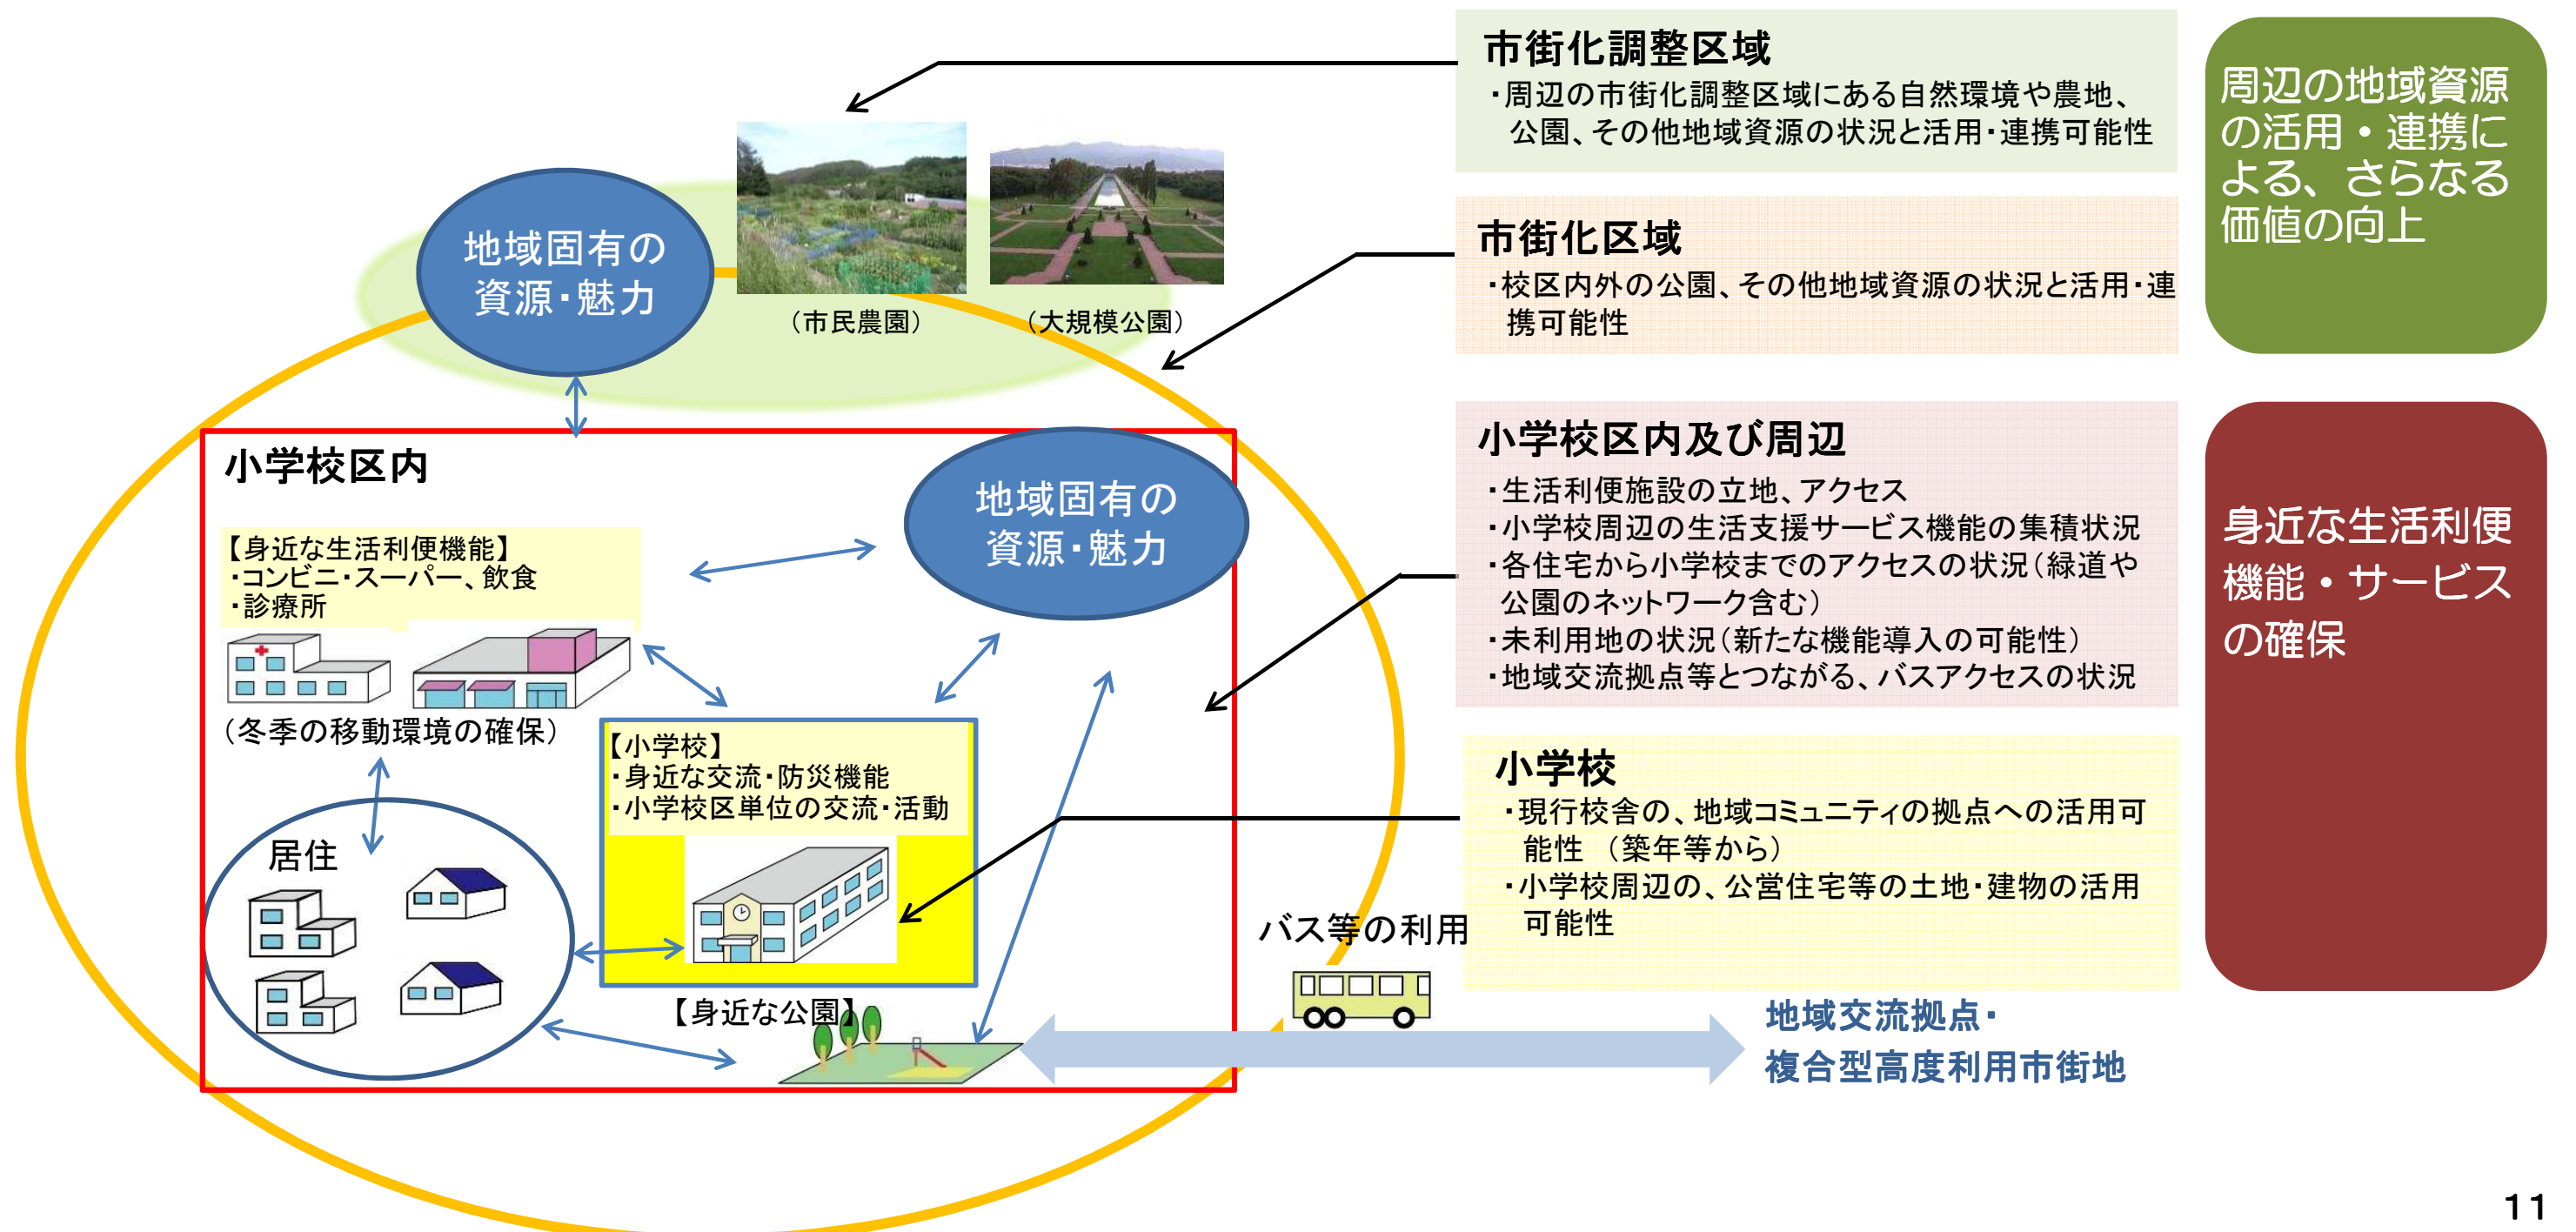 市街化調整区域
・周辺の市街化調整区域にある自然環境や農地、
公園、その他地域資源の状況と活用・連携可能性
周辺の地域資源
の活用・連携に
よる、さらなる
価値の向上
地域固有の
資源・魅力
(市民農園)
(大規模公園)
市街化区域
・校区内外の公園、その他地域資源の状況と活用・連
携可能性
小学校区内
地域固有の
資源・魅力
【身近な生活利便機能】
・コンビニ・スーパー、飲食
・診療所
(冬季の移動環境の確保)
【小学校】
・身近な交流・防災機能
・小学校区単位の交流・活動
居住
【身近な公園】
小学校区内及び周辺
・生活利便施設の立地、アクセス
・小学校周辺の生活支援サービス機能の集積状況
・各住宅から小学校までのアクセスの状況(緑道や
公園のネットワーク含む)
・未利用地の状況(新たな機能導入の可能性)
・地域交流拠点等とつながる、バスアクセスの状況
身近な生活利便
機能・サービス
の確保
小学校
・現行校舎の、地域コミュニティの拠点への活用可
能性 (築年等から)
・小学校周辺の、公営住宅等の土地・建物の活用
可能性
バス等の利用
地域交流拠点・
複合型高度利用市街地
11